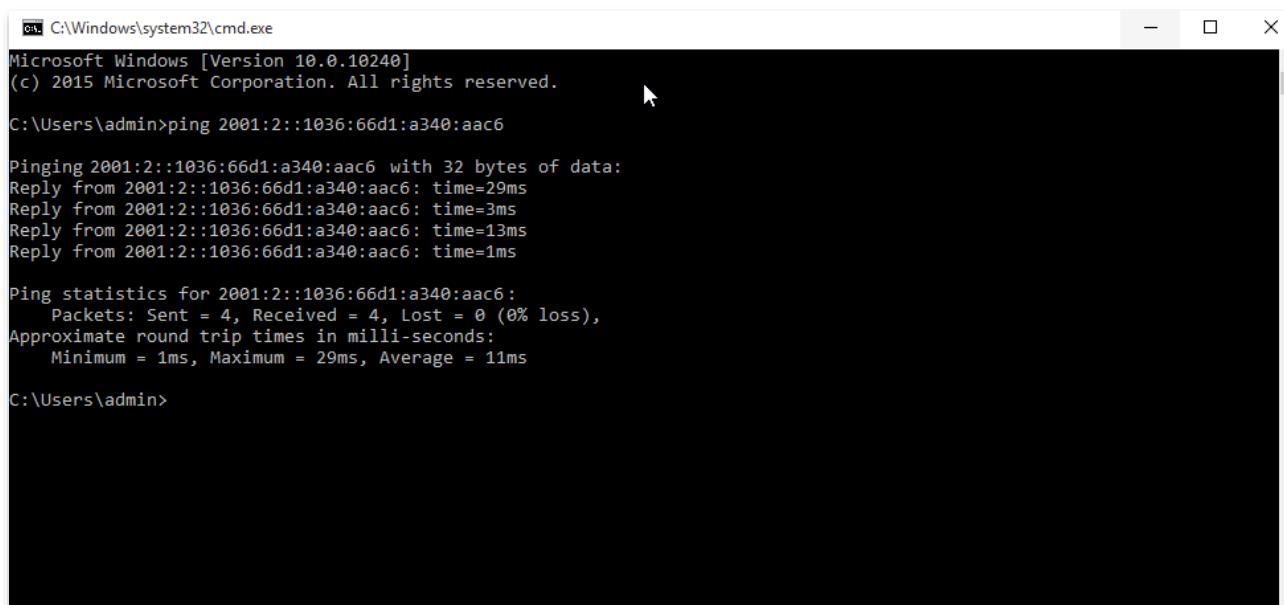 C:\Windows\system32\cmd.exe
Microsoft Windows [Version 10.0.10240]
(c) 2015 Microsoft Corporation. All rights reserved.
C:\Users\admin>ping 2001:2::1036:66d1:a340:aac6
Pinging 2001:2::1036:66d1:a340:aac6 with 32 bytes of data:
Reply from 2001:2::1036:66d1:a340:aac6: time=29ms
Reply from 2001:2::1036:66d1:a340:aac6: time=3ms
Reply from 2001:2::1036:66d1:a340:aac6: time=13ms
Reply from 2001:2::1036:66d1:a340:aac6: time=1ms
Ping statistics for 2001:2::1036:66d1:a340:aac6:
    Packets: Sent = 4, Received = 4, Lost = 0 (0% loss),
Approximate round trip times in milli-seconds:
    Minimum = 1ms, Maximum = 29ms, Average = 11ms
C:\Users\admin>